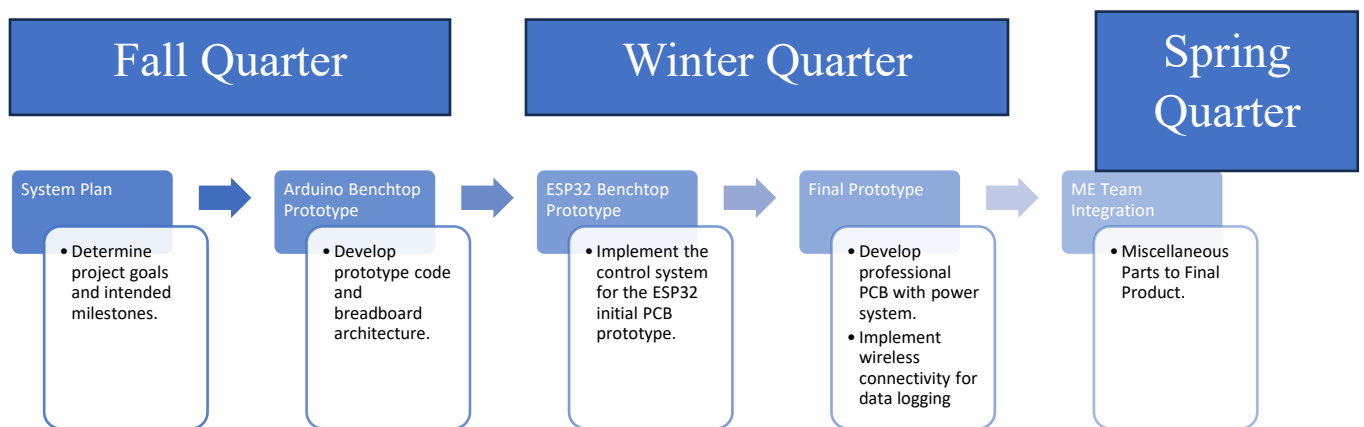 Fall Quarter
Winter Quarter
Spring
Quarter
System Plan
• Determine
project goals
and intended
milestones.
Arduino Benchtop
Prototype
• Develop
prototype code
and
breadboard
architecture.
ESP32 Benchtop
Prototype
• Implement the
control system
for the ESP32
initial PCB
prototype.
Final Prototype
• Develop
professional
PCB with power
system.
• Implement
wireless
connectivity for
data logging
ME Team
Integration
• Miscellaneous
Parts to Final
Product.